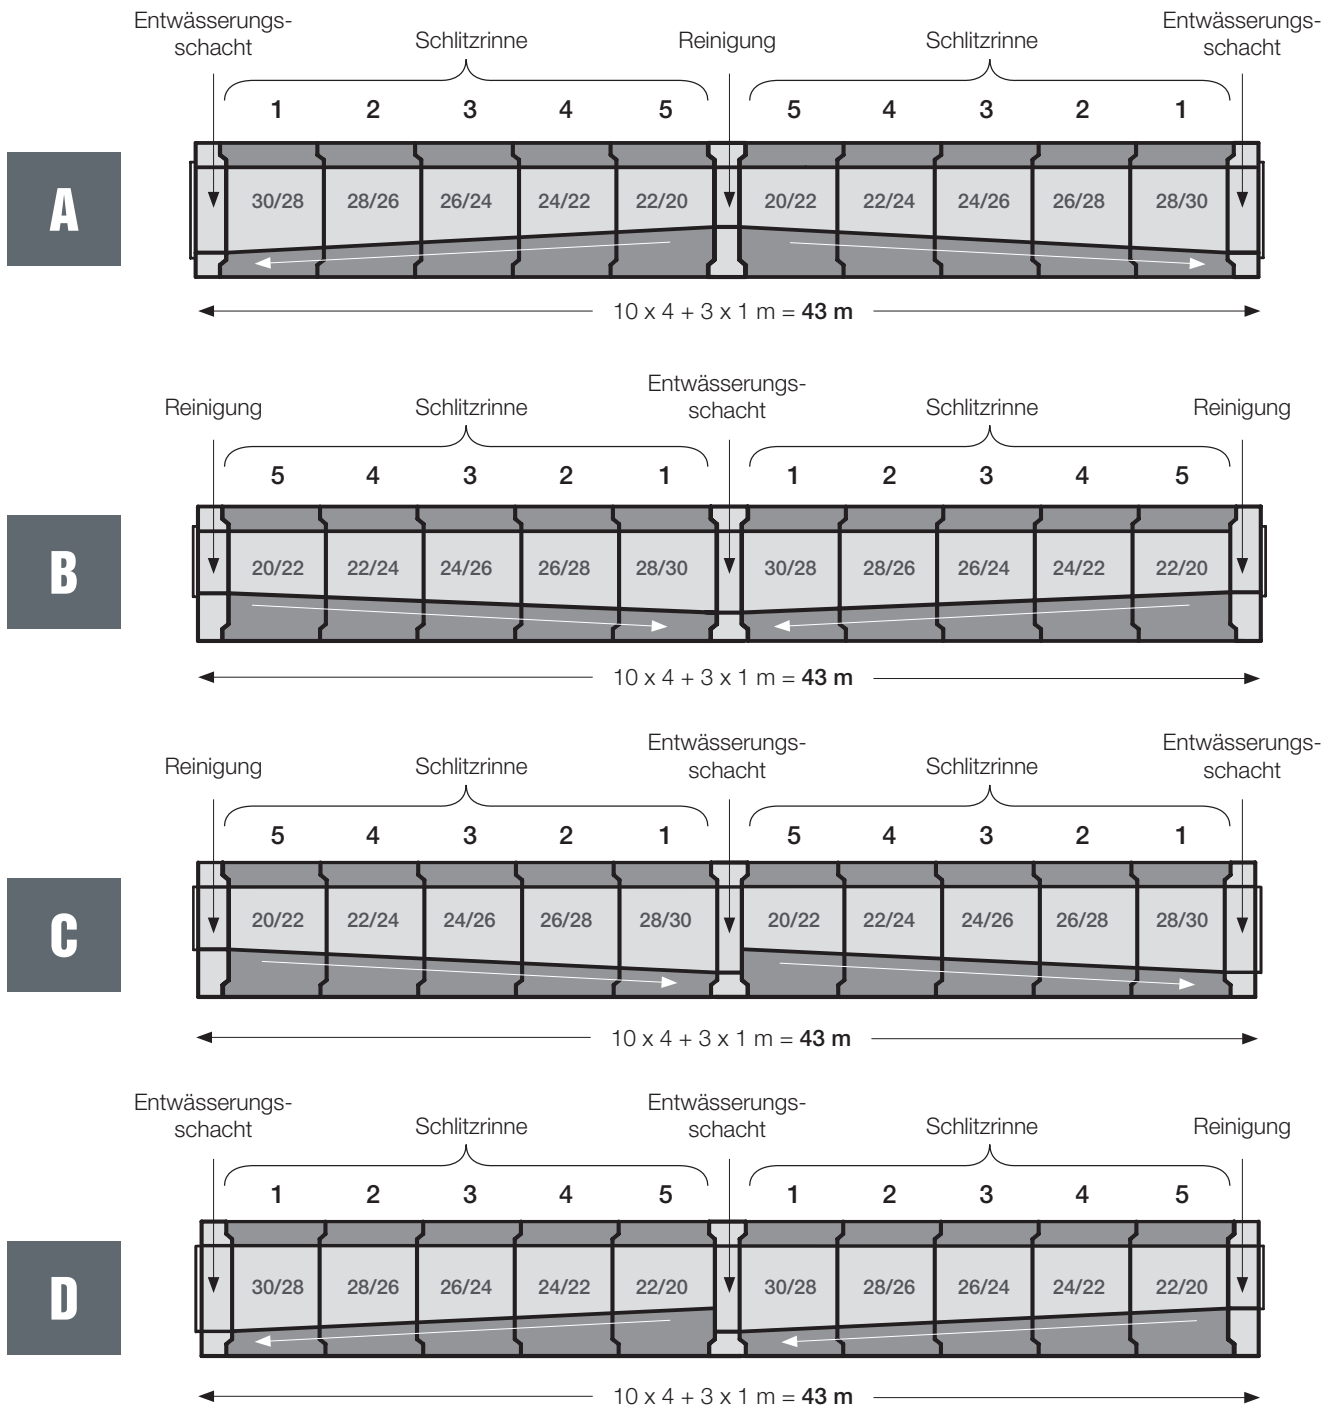 Entwässerungs-
schacht
Schlitzrinne
Reinigung
Schlitzrinne
Entwässerungs-
schacht
1 2 3 4 5 5 4 3 2 1
A
30/28 28/26 26/24 24/22 22/20 20/22 22/24 24/26 26/28 28/30
10 x 4 + 3 x 1 m = 43 m
Reinigung
Schlitzrinne
Entwässerungs-
schacht
Schlitzrinne
Reinigung
5 4 3 2 1 1 2 3 4 5
B
20/22 22/24 24/26 26/28 28/30 30/28 28/26 26/24 24/22 22/20
10 x 4 + 3 x 1 m = 43 m
Reinigung
Schlitzrinne
Entwässerungs-
schacht
Schlitzrinne
Entwässerungs-
schacht
5 4 3 2 1 5 4 3 2 1
C
20/22 22/24 24/26 26/28 28/30 20/22 22/24 24/26 26/28 28/30
10 x 4 + 3 x 1 m = 43 m
Entwässerungs-
schacht
Schlitzrinne
Entwässerungs-
schacht
Schlitzrinne
Reinigung
1 2 3 4 5 1 2 3 4 5
D
30/28 28/26 26/24 24/22 22/20 30/28 28/26 26/24 24/22 22/20
10 x 4 + 3 x 1 m = 43 m